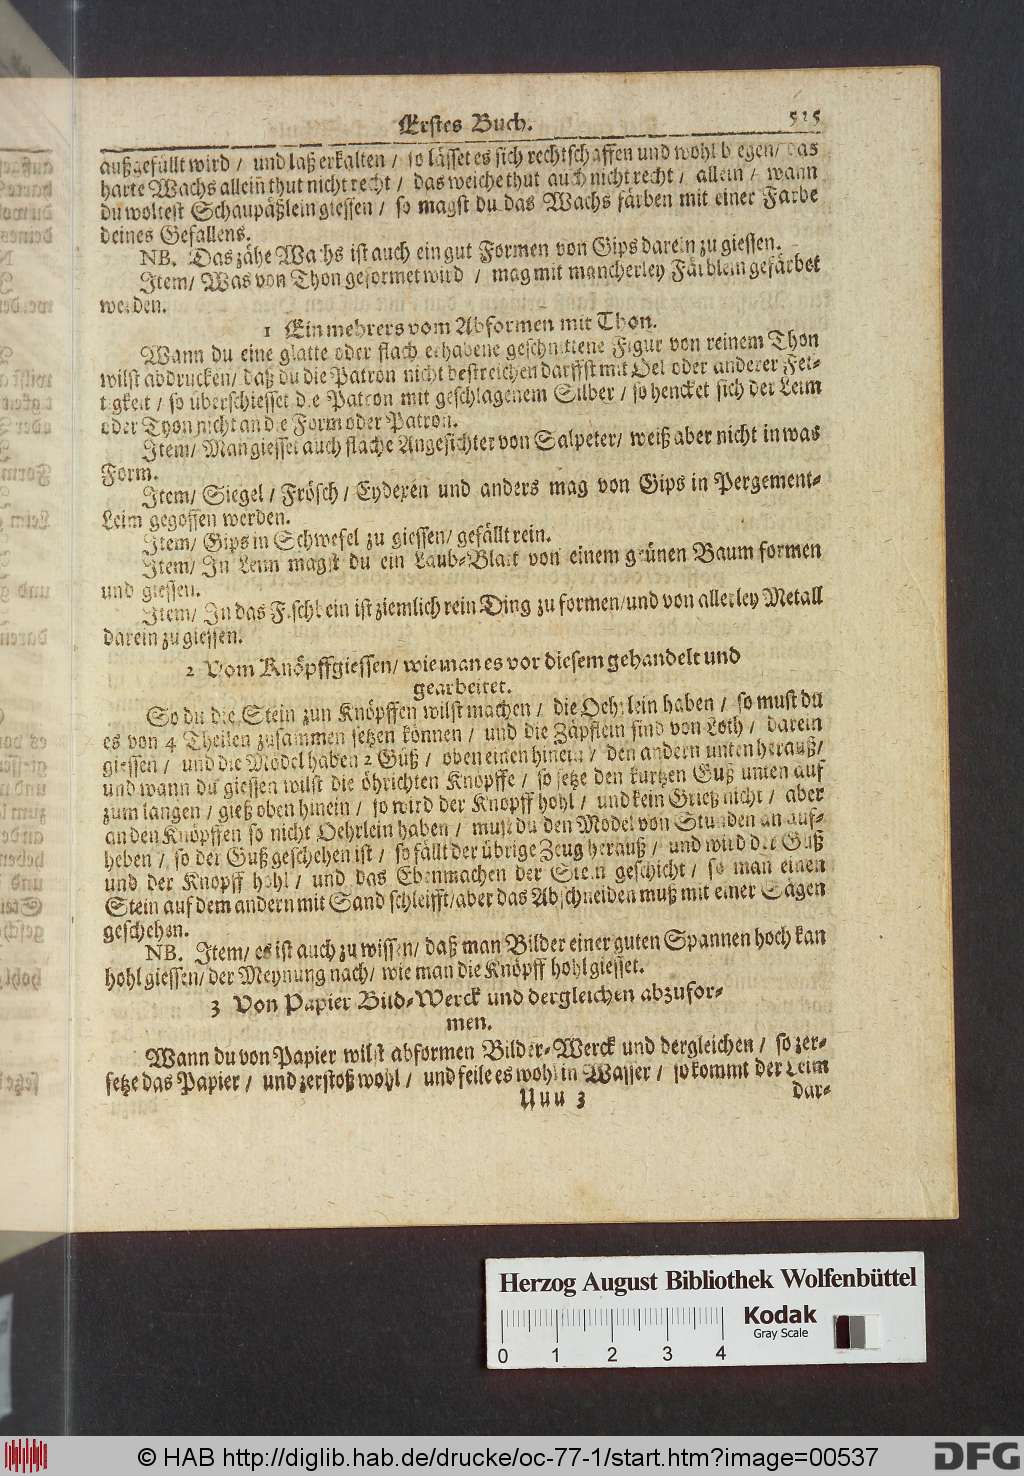 Erstes Buch. 515
außgefüllt wird / und laß erkalten / so lässet es sich rechtschaffen und wohl biegen / das
harte Wachs allein thut nicht recht / das weiche thut auch nicht recht / allein / wann
du woltest Schaupäßlein giessen / so magst du das Wachs färben mit einer Farbe
deines Gefallens.
NB. Das zähe Wachs ist auch ein gut Formen von Gips darein zu giessen.
Item / Was von Thon geformet wird / mag mit mancherley Färblein gefärbet
werden.
1 Ein mehrers vom Abformen mit Thon.
Wann du eine glatte oder flach erhabene geschnittene Figur von reinem Thon
wilst abdrucken / daß du die Patron nicht bestreichen darffst mit Oel oder anderer Fet-
tigkeit / so überschiesset die Patron mit geschlagenem Silber / so hencket sich der Leim
oder Thon nicht an die Form oder Patron.
Item / Man giesset auch flache Angesichter von Salpeter / weiß aber nicht in was
Form.
Item / Siegel / Frösch / Eydexen und anders mag von Gips in Pergement-
Leim gegossen werden.
Item / Gips in Schwefel zu giessen / gefällt rein.
Item / In Leim magst du ein Laub-Blatt von einem grünen Baum formen
und giessen.
Item / In das Fischbein ist ziemlich rein Ding zu formen / und von allerley Metall
darein zu giessen.
2 Vom Knöpffgiessen / wie man es vor diesem gehandelt und
gearbeitet.
So du die Stein zun Knöpffen wilst machen / die Oehrlein haben / so must du
es von 4 Theilen zusammen setzen können / und die Zäpflein sind von Loth / darein
giessen / und die Mödel haben 2 Güß / oben einen hinein / den andern unten herauß /
und wann du giessen wilst die öhrichten Knöpffe / so setze den kurtzen Guß unten auf
zum langen / gieß oben hinein / so wird der Knopff hohl / und kein Grieß nicht / aber
an den Knöpffen so nicht Oehrlein haben / must du den Model von Stunden an auf-
heben / so der Guß geschehen ist / so fällt der übrige Zeug herauß / und wird der Guß
und der Knopff hohl / und das Ebenmachen der Stein geschicht / so man einen
Stein auf dem andern mit Sand schleifft / aber das Abschneiden muß mit einer Sägen
geschehen.
NB. Item / es ist auch zu wissen / daß man Bilder einer guten Spannen hoch kan
hohl giessen / der Meynung nach / wie man die Knöpff hohl giesset.
3 Von Papier Bild-Werck und dergleichen abzufor-
men.
Wann du von Papier wilst abformen Bilder-Werck und dergleichen / so zer-
setze das Papier / und zerstoß wohl / und feile es wohl in Wasser / so kommt der Leim
Uuu 3 dar-
Herzog August Bibliothek Wolfenbüttel
0 1 2 3 4
Kodak
Gray Scale
© HAB http://diglib.hab.de/drucke/oc-77-1/start.htm?image=00537
DFG